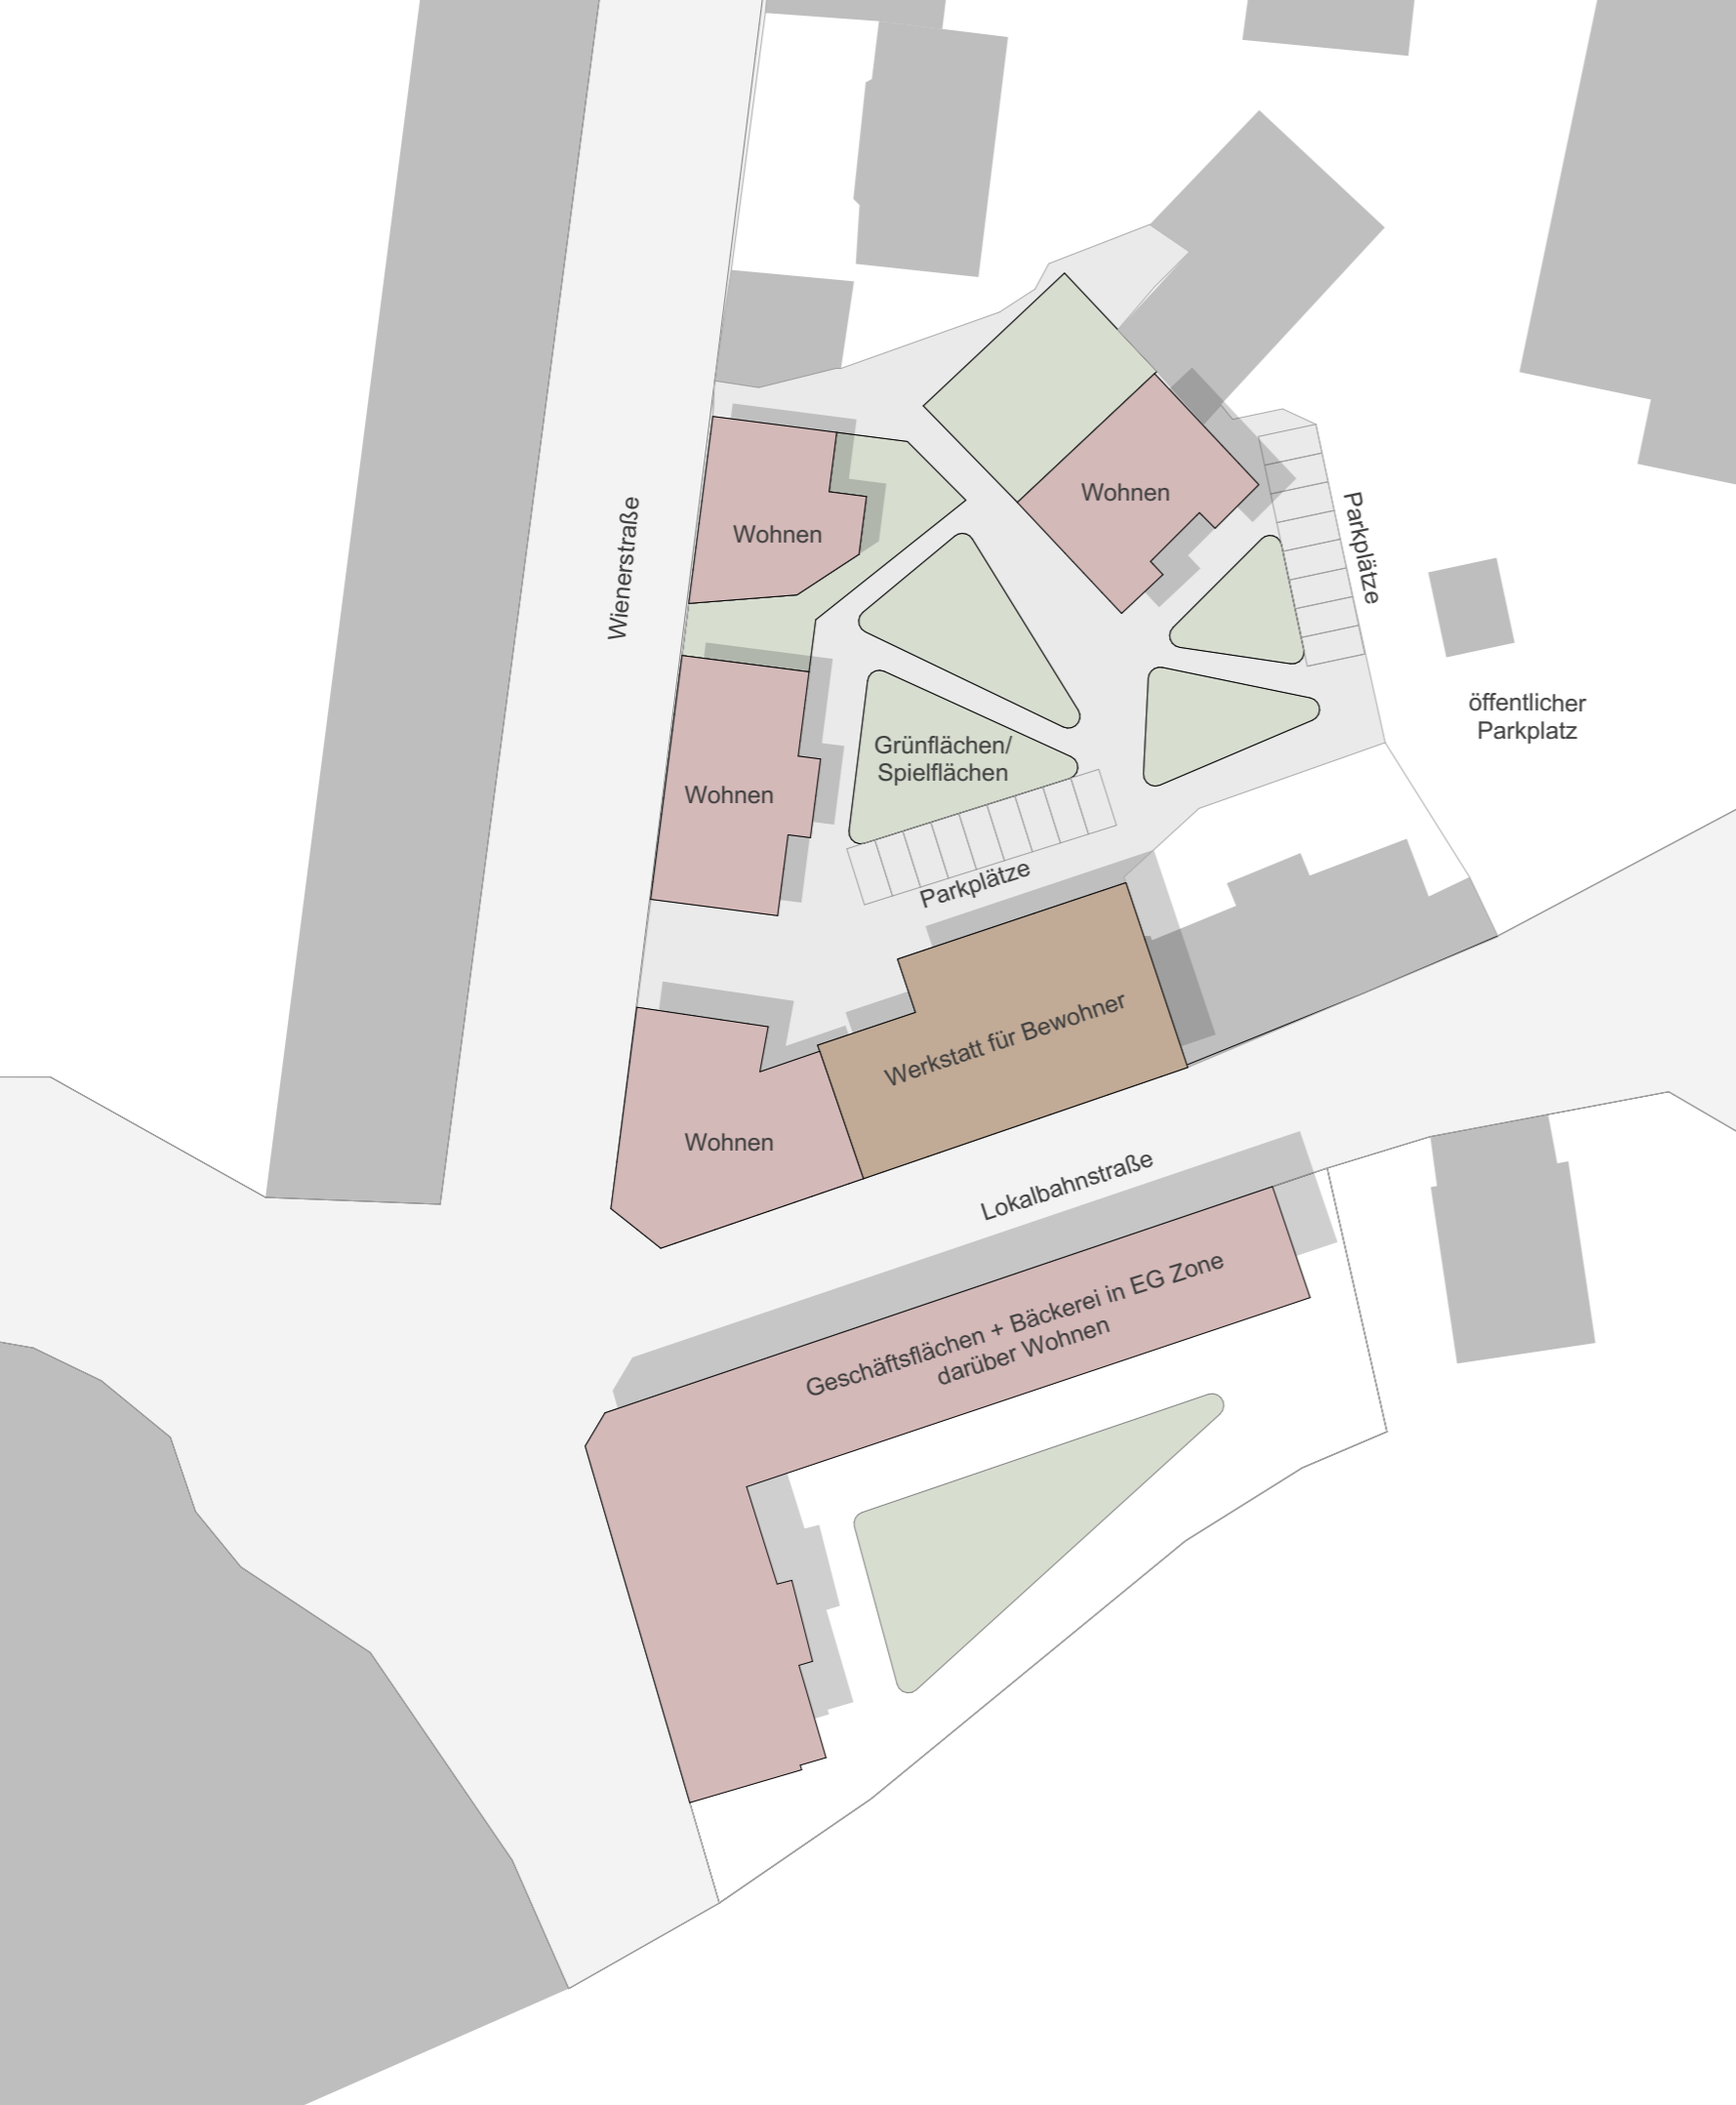 Wohnen
Wohnen
Wienerstraße
Parkplätze
öffentlicher
Parkplatz
Grünflächen/
Spielflächen
Wohnen
Parkplätze
Werkstatt für Bewohner
Wohnen
Lokalbahnstraße
Geschäftsflächen + Bäckerei in EG Zone
darüber Wohnen